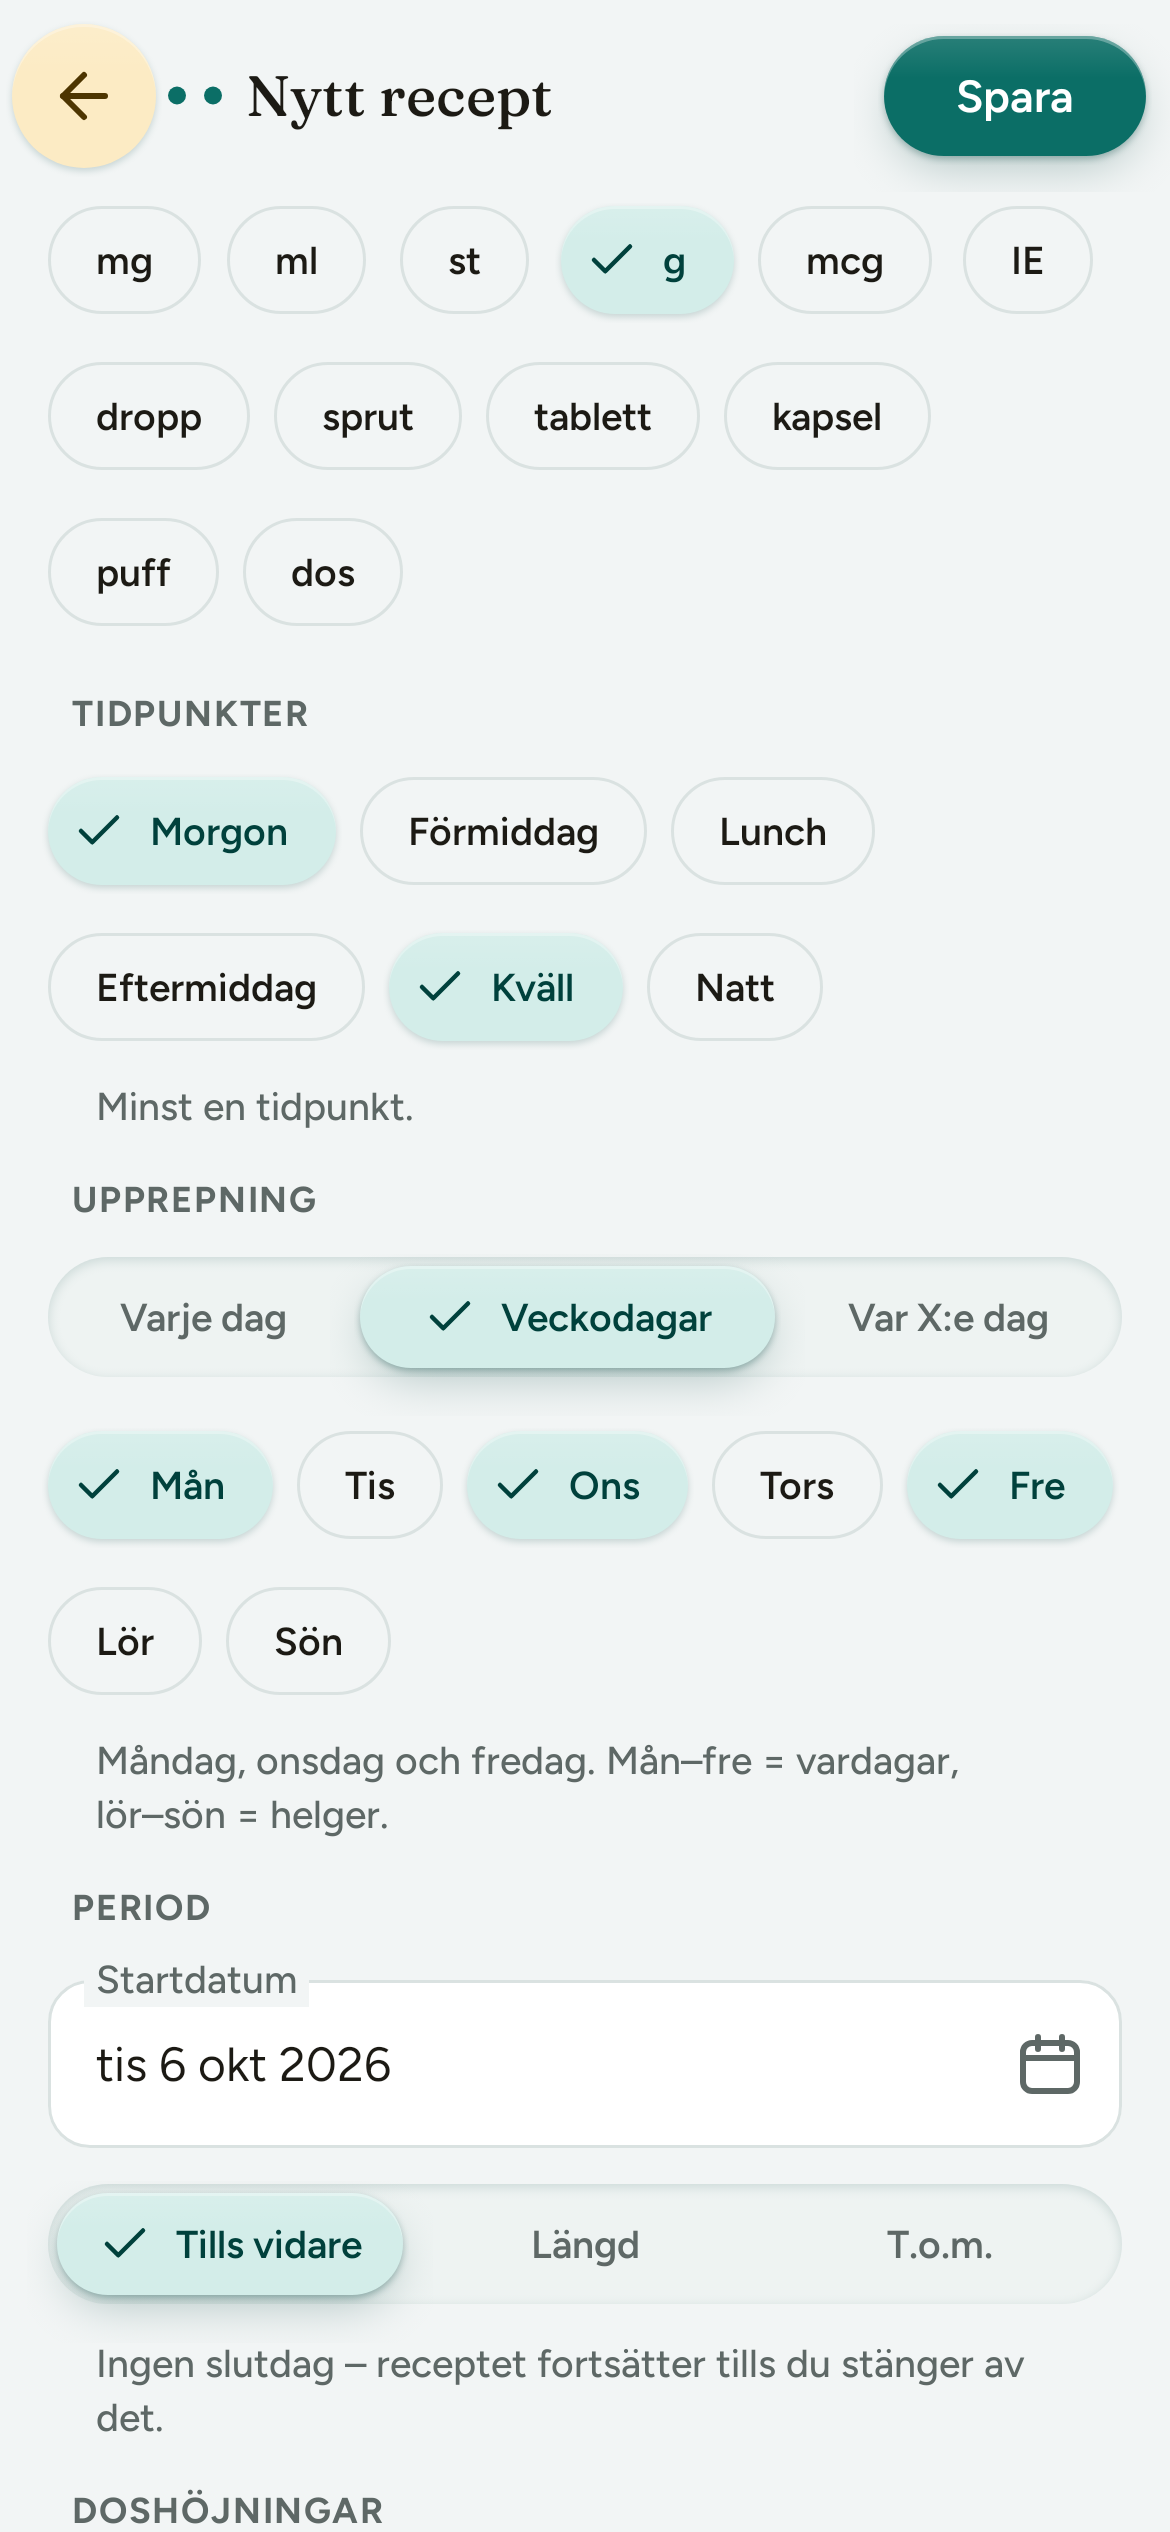 Nytt recept
Spara
mg
ml
st
g
mcg
IE
dropp
sprut
tablett
kapsel
puff
dos
TIDPUNKTER
Morgon
Förmiddag
Lunch
Eftermiddag
Kväll
Natt
Minst en tidpunkt.
UPPREPNING
Varje dag
Veckodagar
Var X:e dag
Mån
Tis
Ons
Tors
Fre
Lör
Sön
Måndag, onsdag och fredag. Mån–fre = vardagar,
lör–sön = helger.
PERIOD
Startdatum
tis 6 okt 2026
Tills vidare
Längd
T.o.m.
Ingen slutdag – receptet fortsätter tills du stänger av
det.
DOSHÖJNINGAR